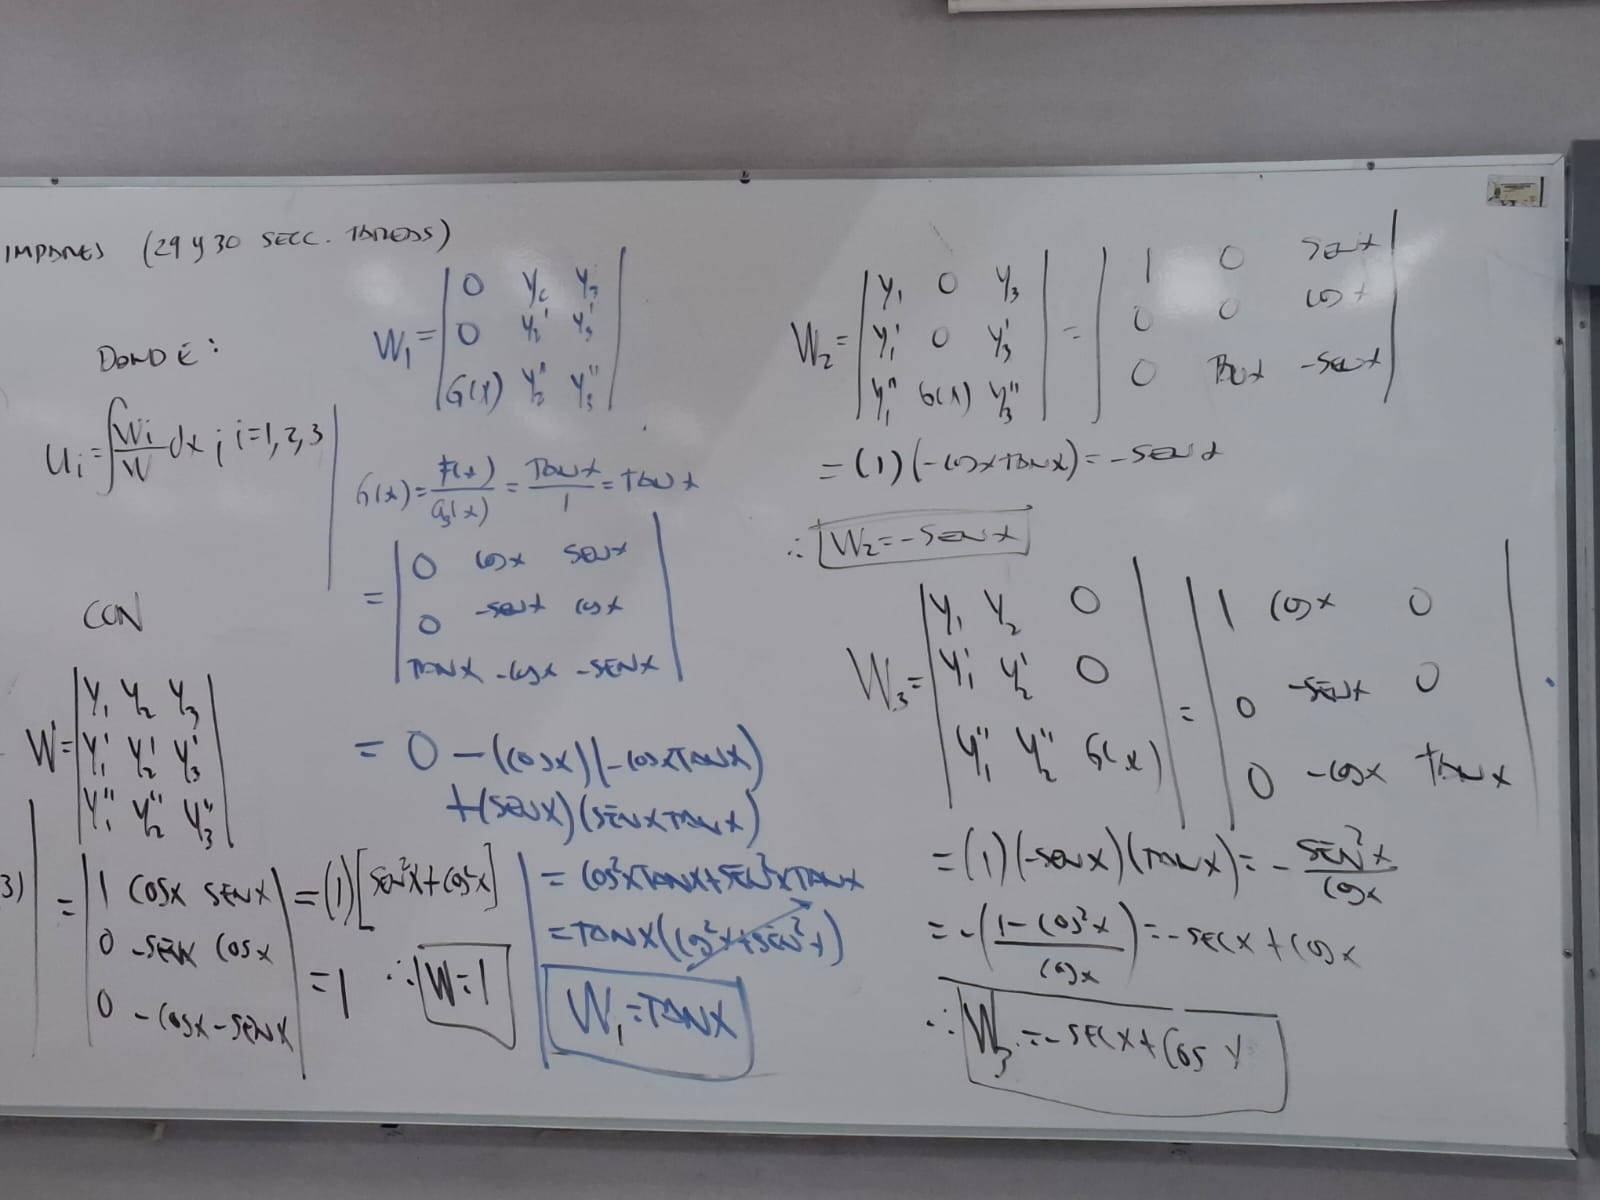 IMPARES (29 y 30 SECC. TAREAS)
DONDE:
Ui = ∫ Wi/W dx ; i=1,2,3
CON
W = | Y1 Y2 Y3 |
| Y1' Y2' Y3' |
| Y1'' Y2'' Y3'' |
3)
= | 1 COSX SENX | = (1)[SEN²X + COS²X]
| 0 -SENX COSX |
| 0 -COSX -SENX | = 1 ∴ W=1
W1 = | 0 Y2 Y3 |
| 0 Y2' Y3' |
| G(X) Y2'' Y3'' |
G(X) = F(X)/a3(X) = TANX/1 = TANX
= | 0 COSX SENX |
| 0 -SENX COSX |
| TANX -COSX -SENX |
= 0 - (COSX)(-COSXTANX)
+ (SENX)(SENXTANX)
= COS²XTANX + SEN²XTANX
= TANX(COS²X + SEN²X)
W1 = TANX
W2 = | Y1 0 Y3 | = | 1 0 SENX |
| Y1' 0 Y3' | | 0 0 COSX |
| Y1'' G(X) Y3'' | | 0 TANX -SENX |
= (1)(-COSXTANX) = -SENX
∴ W2 = -SENX
W3 = | Y1 Y2 0 | = | 1 COSX 0 |
| Y1' Y2' 0 | | 0 -SENX 0 |
| Y1'' Y2'' G(X) | | 0 -COSX TANX |
= (1)(-SENX)(TANX) = - SEN²X/COSX
= -((1-COS²X)/COSX) = -SECX + COSX
∴ W3 = -SECX + COSX